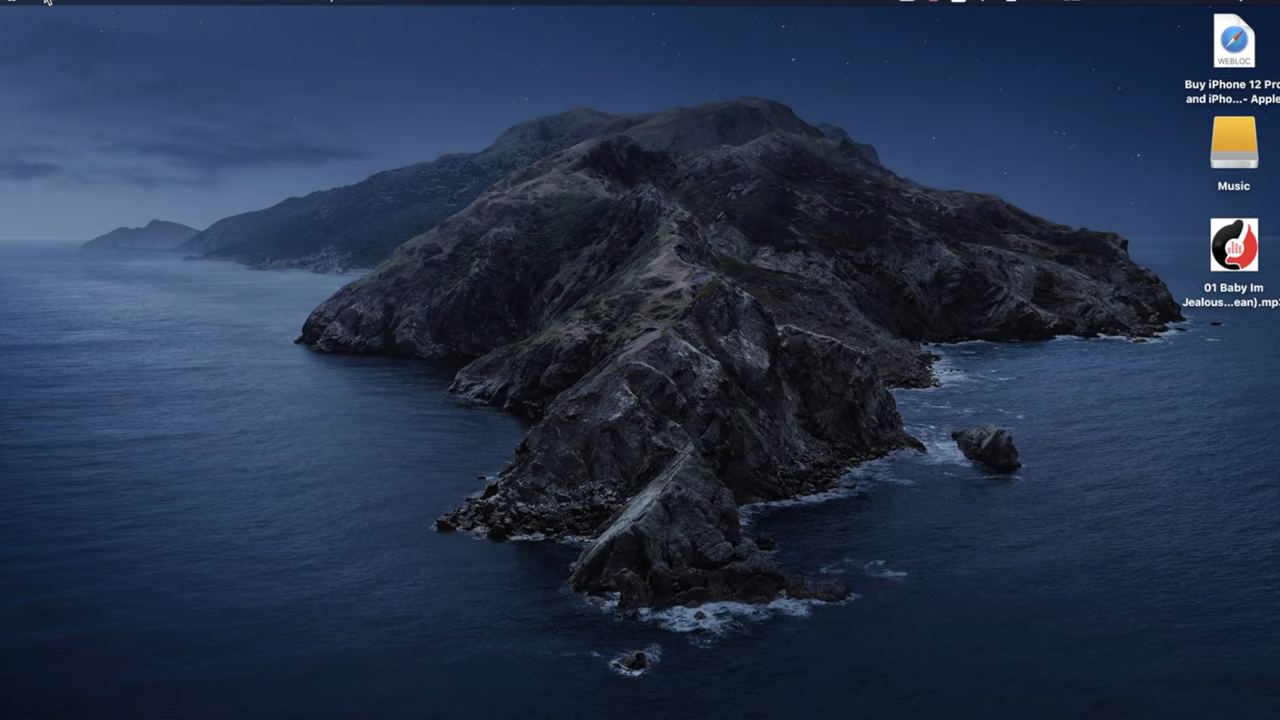 WEBLOC
Buy iPhone 12 Pro
and iPho...- Apple
Music
01 Baby Im
Jealous...ean).mp3